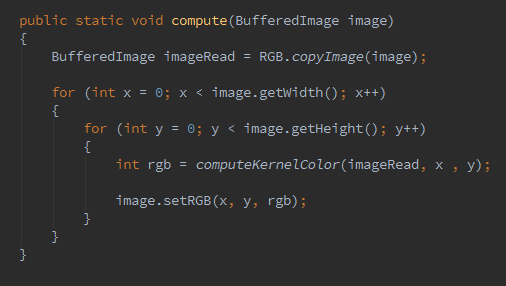 public static void compute(BufferedImage image)
{
    BufferedImage imageRead = RGB.copyImage(image);

    for (int x = 0; x < image.getWidth(); x++)
    {
        for (int y = 0; y < image.getHeight(); y++)
        {
            int rgb = computeKernelColor(imageRead, x , y);

            image.setRGB(x, y, rgb);
        }
    }
}